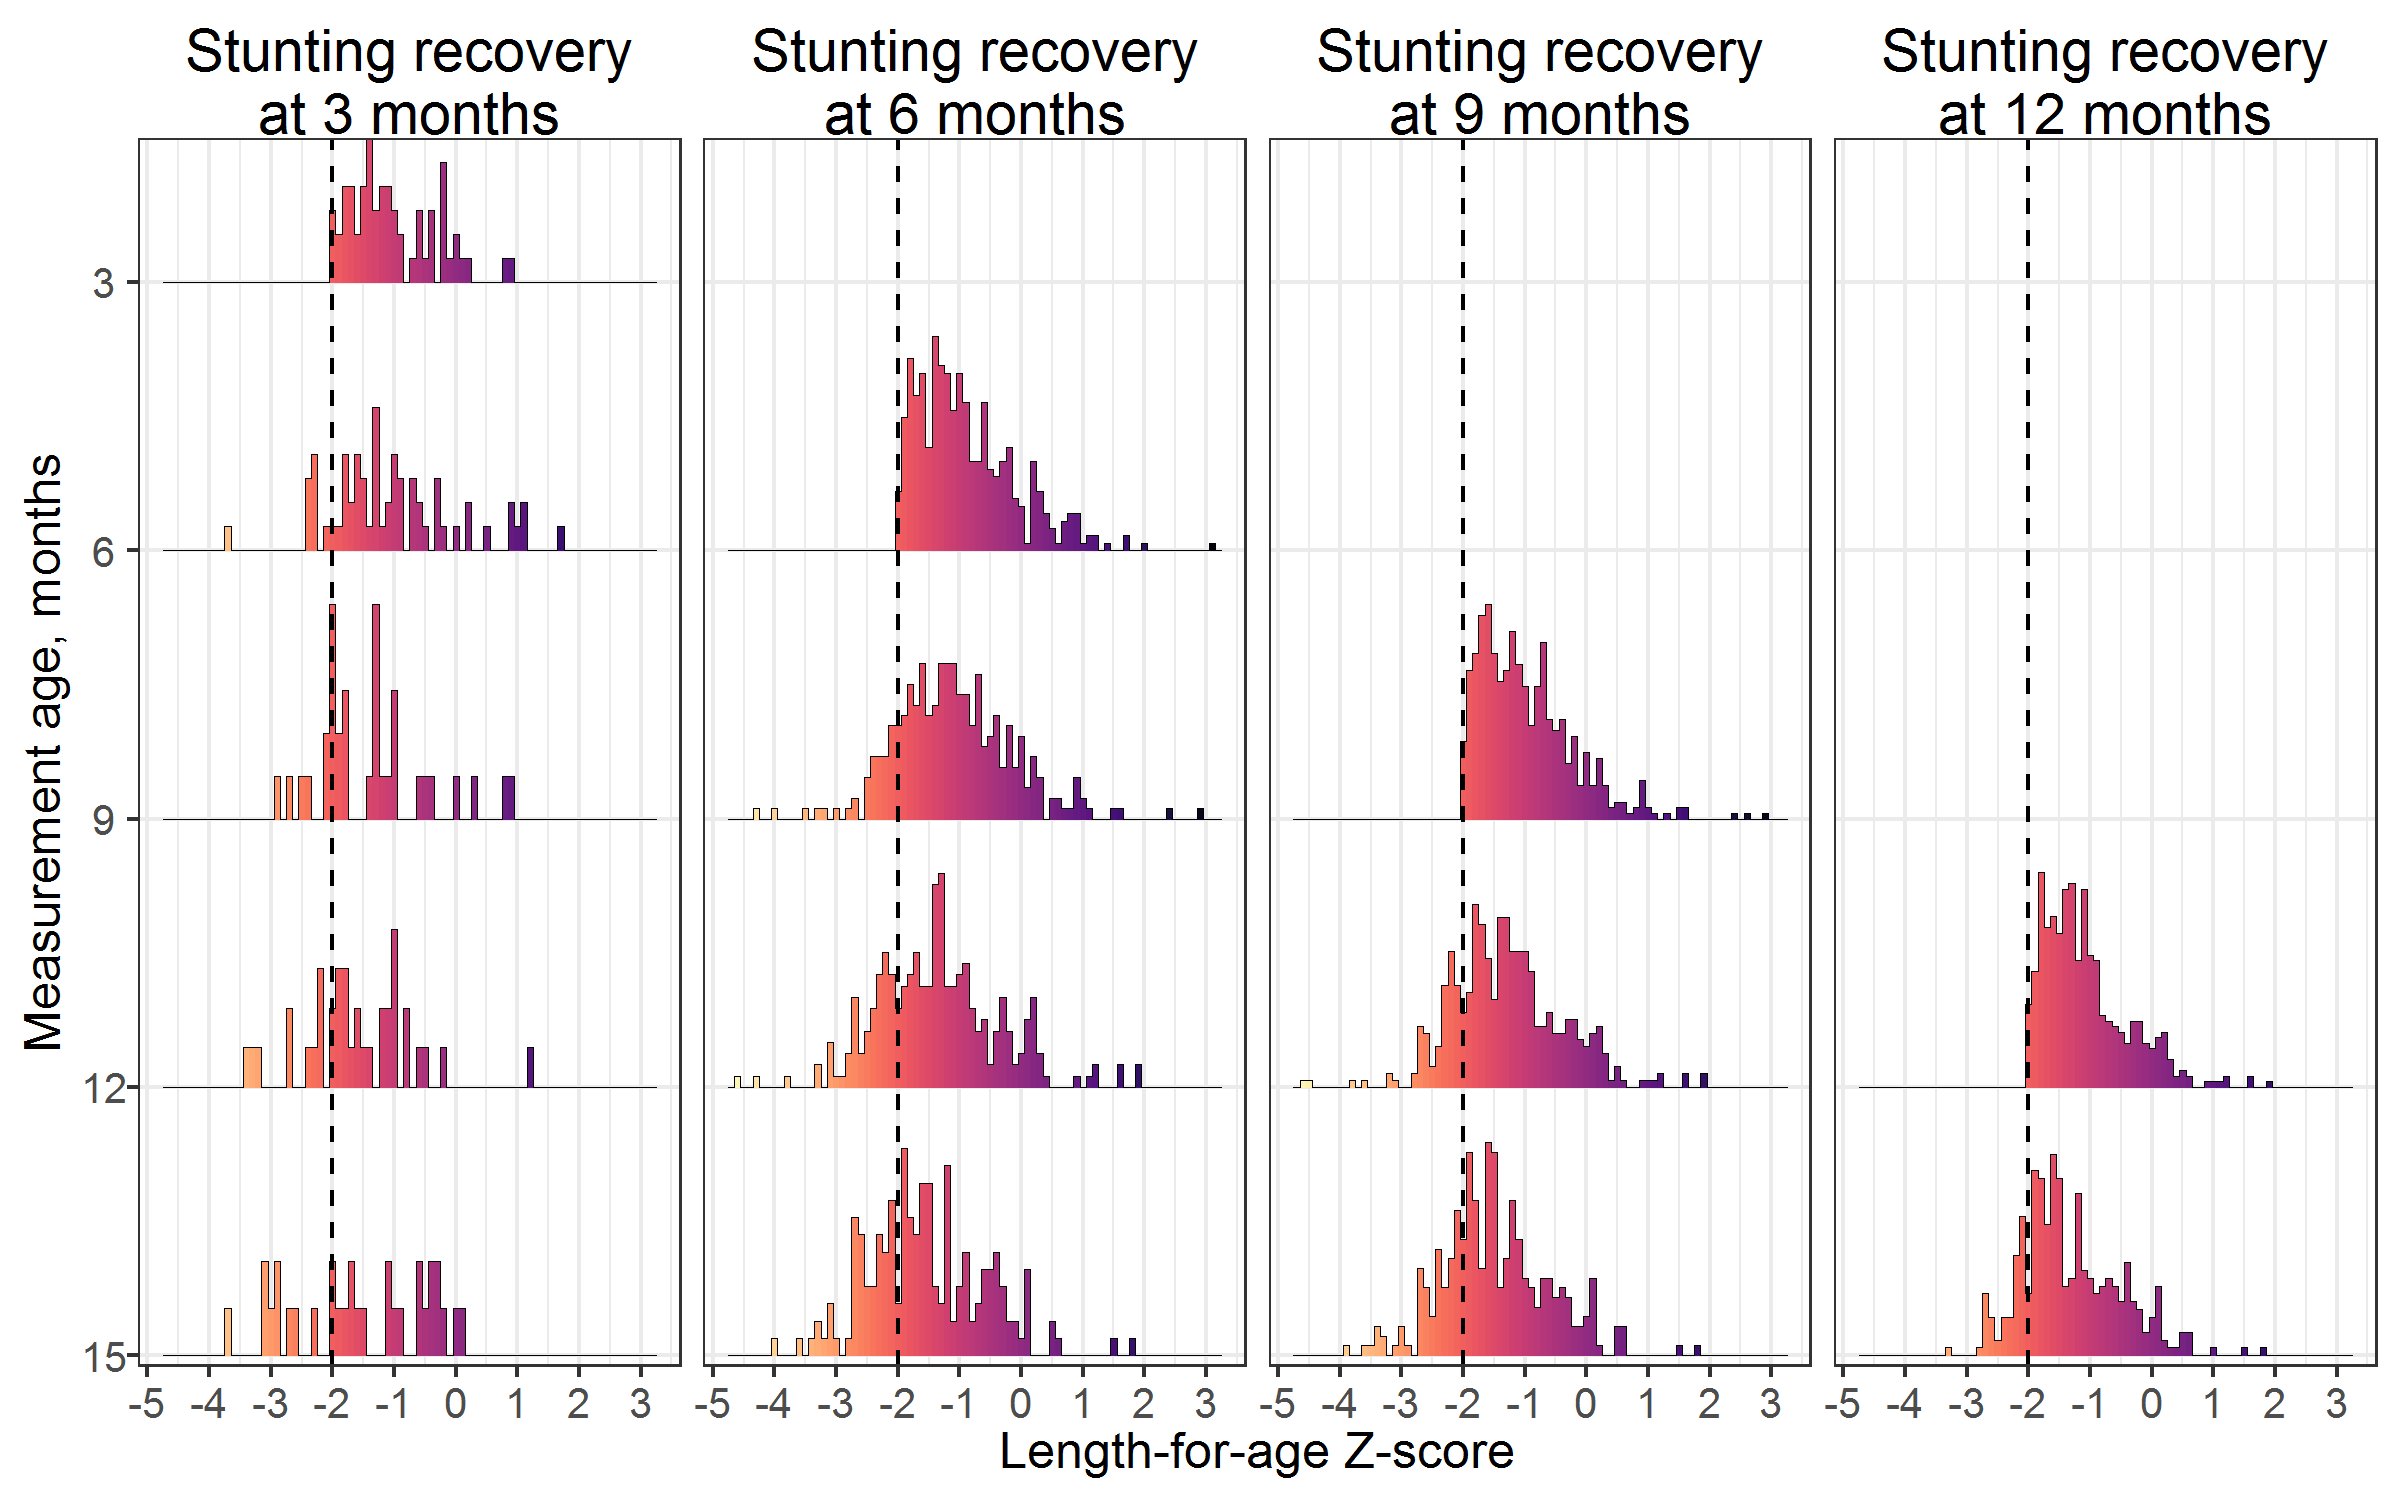 Stunting recovery
at 3 months
Stunting recovery
at 6 months
Stunting recovery
at 9 months
Stunting recovery
at 12 months
Measurement age, months
3
6
9
12
15
-5 -4 -3 -2 -1 0 1 2 3
-5 -4 -3 -2 -1 0 1 2 3
-5 -4 -3 -2 -1 0 1 2 3
-5 -4 -3 -2 -1 0 1 2 3
Length-for-age Z-score